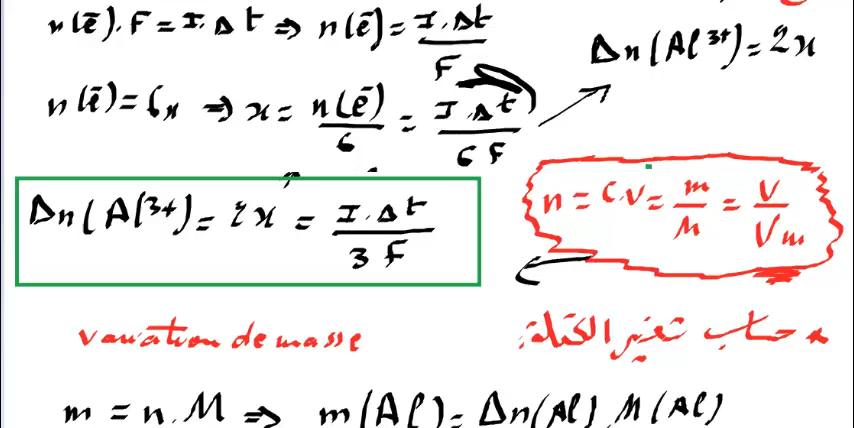 n(ē).F = I.Δt ⇒ n(ē) = I.Δt / F
Δn(Al³⁺) = 2x
n(ē) = 6x ⇒ x = n(ē) / 6 = I.Δt / 6F
Δn(Al³⁺) = 2x = I.Δt / 3F
n = C.V = m / M = V / Vm
variation de masse
* حساب تغير الكتلة:
m = n.M ⇒ m(Al) = Δn(Al).M(Al)